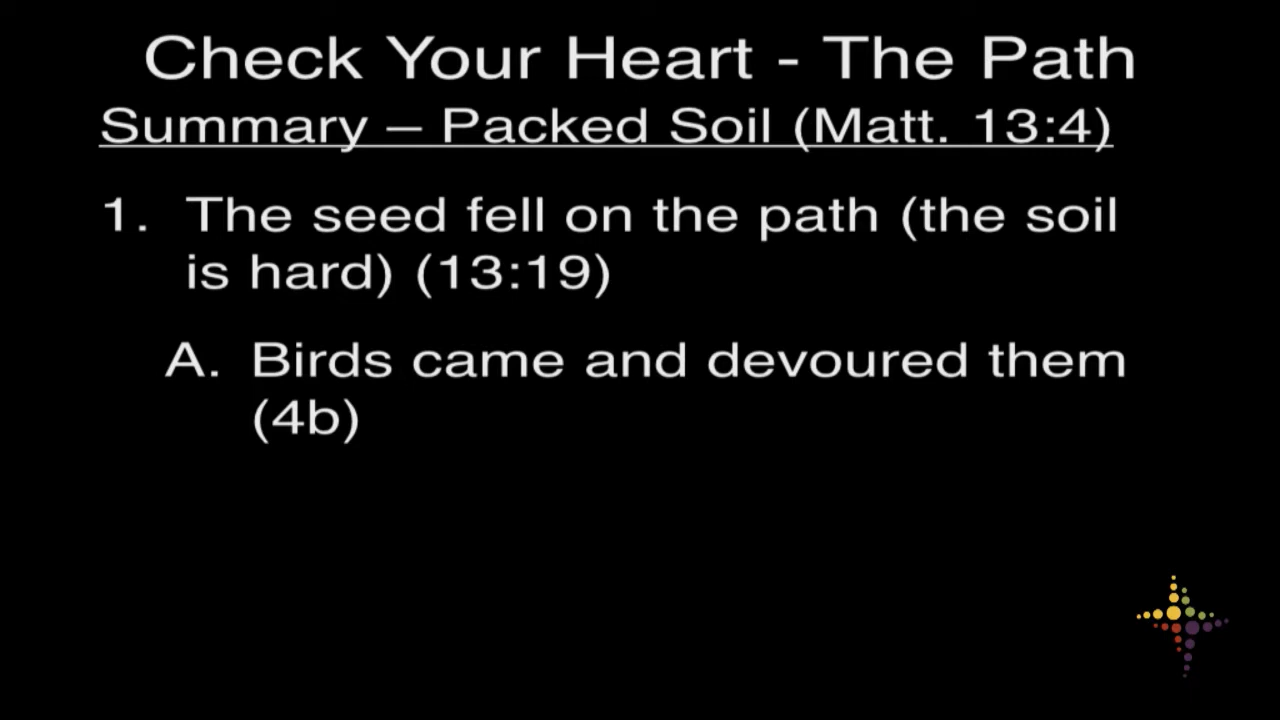 Check Your Heart - The Path
Summary – Packed Soil (Matt. 13:4)
1. The seed fell on the path (the soil
is hard) (13:19)
A. Birds came and devoured them
(4b)